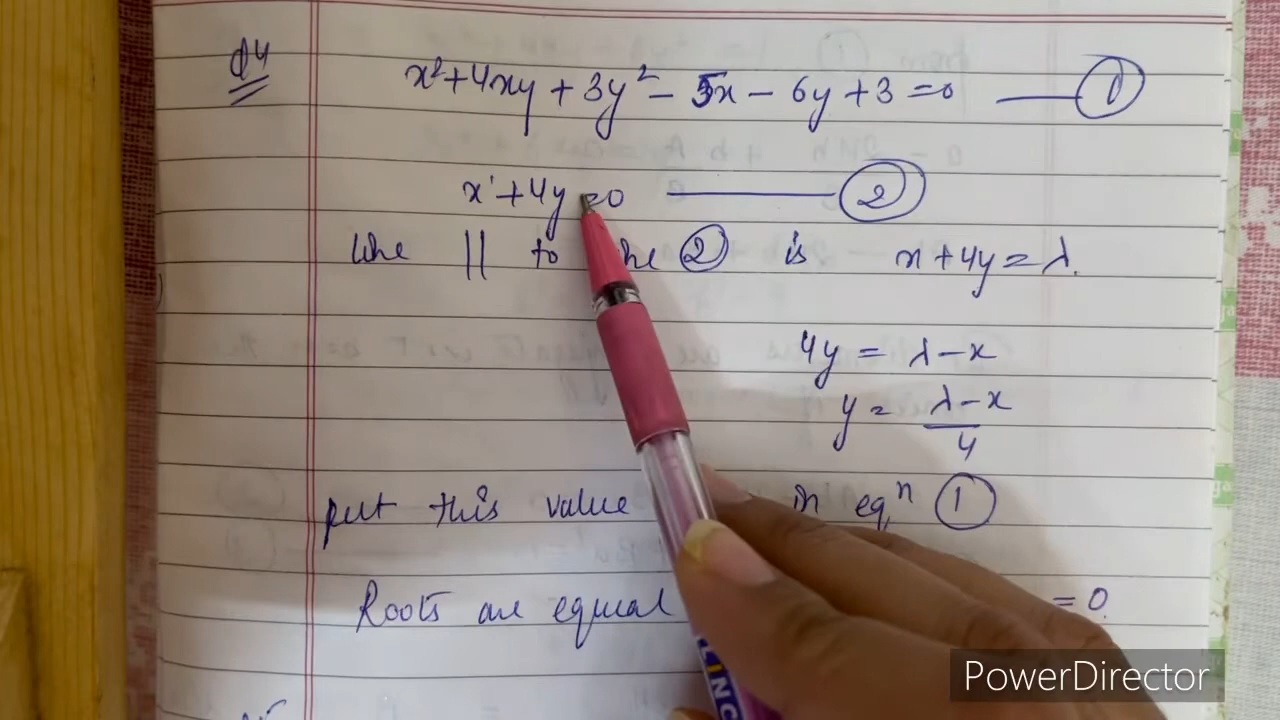 Q4
x²+4xy+3y²-5x-6y+3=0 — ①
x+4y=0 — ②
line || to ②  is x+4y=λ.
4y = λ-x
y = λ-x/4
put this value in eqⁿ ①
Roots are equal =0.
PowerDirector